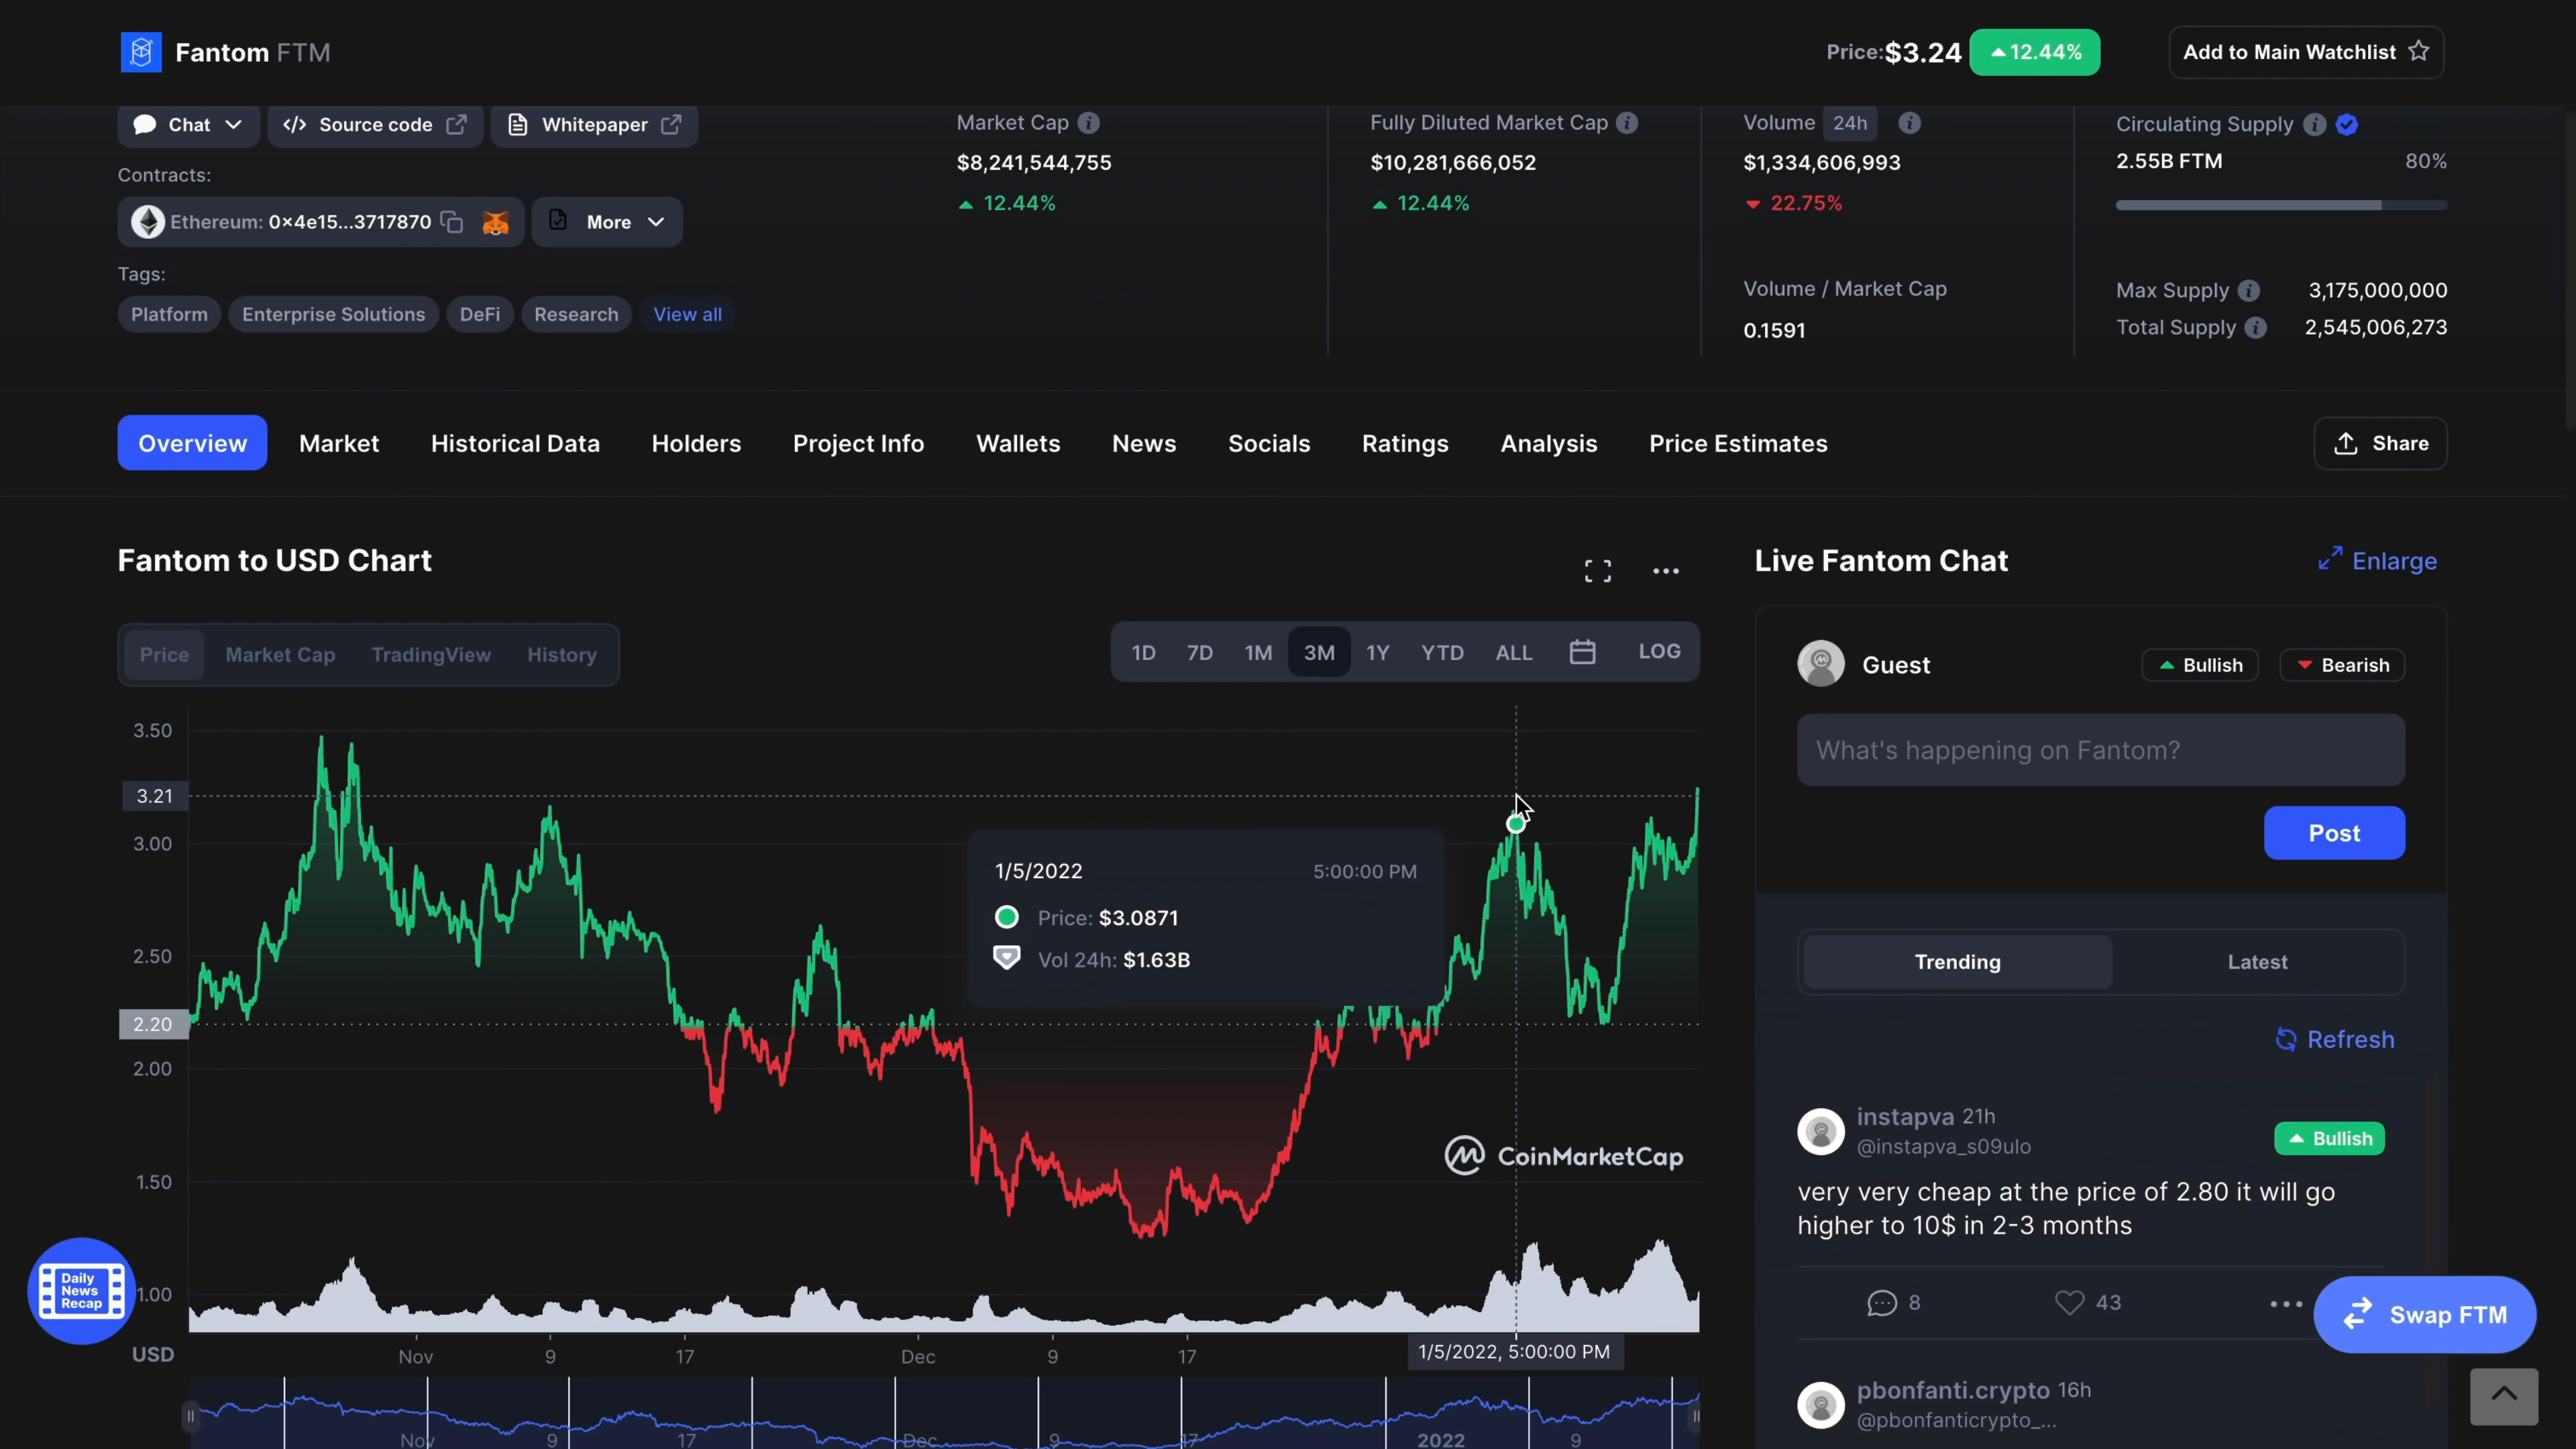 Fantom FTM
Price:$3.24 12.44%
Add to Main Watchlist
Chat
Source code
Whitepaper
Contracts:
Ethereum: 0x4e15...3717870
More
Tags:
Platform
Enterprise Solutions
DeFi
Research
View all
Market Cap
$8,241,544,755
12.44%
Fully Diluted Market Cap
$10,281,666,052
12.44%
Volume 24h
$1,334,606,993
22.75%
Volume / Market Cap
0.1591
Circulating Supply
2.55B FTM 80%
Max Supply 3,175,000,000
Total Supply 2,545,006,273
Overview
Market
Historical Data
Holders
Project Info
Wallets
News
Socials
Ratings
Analysis
Price Estimates
Share
Fantom to USD Chart
Price
Market Cap
TradingView
History
1D 7D 1M 3M 1Y YTD ALL LOG
3.50
3.21
3.00
2.50
2.20
2.00
1.50
1.00
1/5/2022 5:00:00 PM
Price: $3.0871
Vol 24h: $1.63B
CoinMarketCap
USD
Nov 9 17 Dec 9 17
1/5/2022, 5:00:00 PM
Nov 9 17 Dec 9 17 2022 9
Daily
News
Recap
Live Fantom Chat
Enlarge
Guest
Bullish
Bearish
What's happening on Fantom?
Post
Trending
Latest
Refresh
instapva 21h
@instapva_s09ulo
Bullish
very very cheap at the price of 2.80 it will go
higher to 10$ in 2-3 months
8 43
Swap FTM
pbonfanti.crypto 16h
@pbonfanticrypto_...